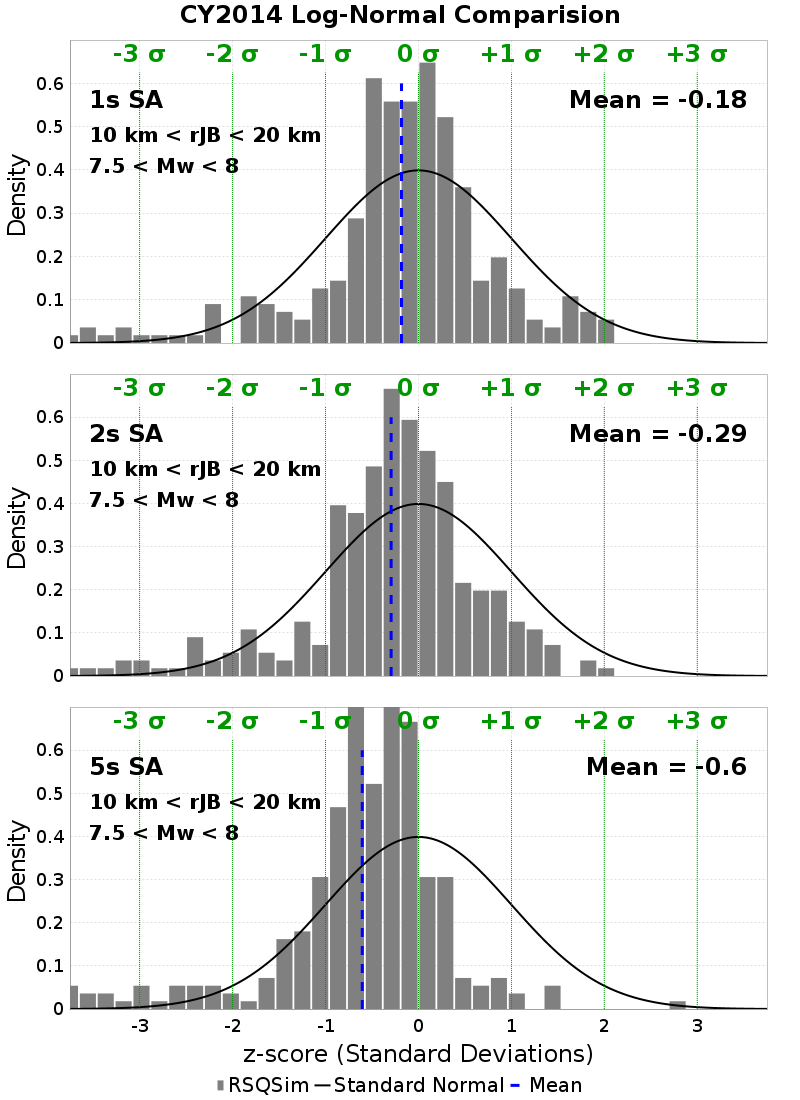 CY2014 Log-Normal Comparision
-3 σ -2 σ -1 σ 0 σ +1 σ +2 σ +3 σ
1s SA Mean = -0.18
10 km < rJB < 20 km
7.5 < Mw < 8
0.6
0.5
0.4
0.3
0.2
0.1
0
Density
-3 σ -2 σ -1 σ 0 σ +1 σ +2 σ +3 σ
2s SA Mean = -0.29
10 km < rJB < 20 km
7.5 < Mw < 8
0.6
0.5
0.4
0.3
0.2
0.1
0
Density
-3 σ -2 σ -1 σ 0 σ +1 σ +2 σ +3 σ
5s SA Mean = -0.6
10 km < rJB < 20 km
7.5 < Mw < 8
0.6
0.5
0.4
0.3
0.2
0.1
0
Density
-3 -2 -1 0 1 2 3
z-score (Standard Deviations)
RSQSim Standard Normal Mean